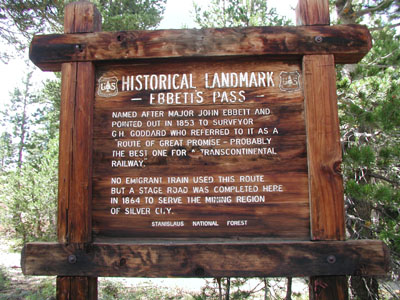 HISTORICAL LANDMARK
— EBBETTS PASS —
NAMED AFTER MAJOR JOHN EBBETT AND
POINTED OUT IN 1853 TO SURVEYOR
G.H. GODDARD WHO REFERRED TO IT AS A
"ROUTE OF GREAT PROMISE - PROBABLY
THE BEST ONE FOR A TRANSCONTINENTAL
RAILWAY.
NO EMIGRANT TRAIN USED THIS ROUTE
BUT A STAGE ROAD WAS COMPLETED HERE
IN 1864 TO SERVE THE MINING REGION
OF SILVER CITY.
STANISLAUS NATIONAL FOREST